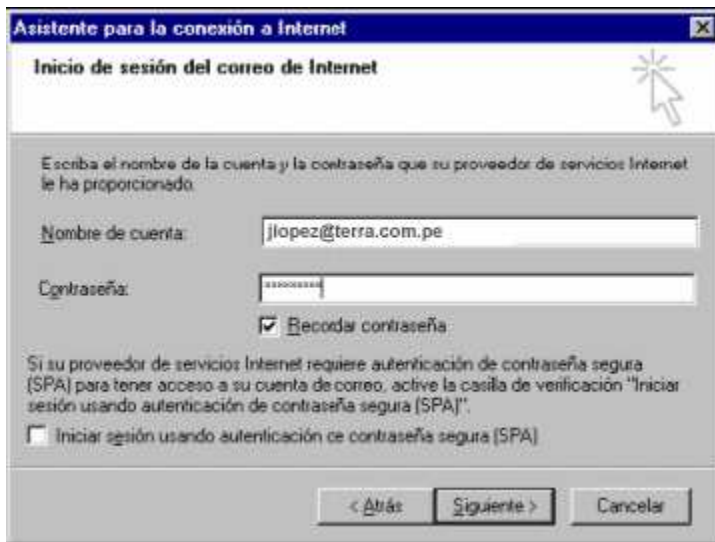 Asistente para la conexión a Internet
Inicio de sesión del correo de Internet
Escriba el nombre de la cuenta y la contraseña que su proveedor de servicios Internet
le ha proporcionado.
Nombre de cuenta:
jlopez@terra.com.pe
Contraseña:
*********
Recordar contraseña
Si su proveedor de servicios Internet requiere autenticación de contraseña segura
(SPA) para tener acceso a su cuenta de correo, active la casilla de verificación "Iniciar
sesión usando autenticación de contraseña segura (SPA)".
Iniciar sesión usando autenticación de contraseña segura (SPA)
< Atrás
Siguiente >
Cancelar